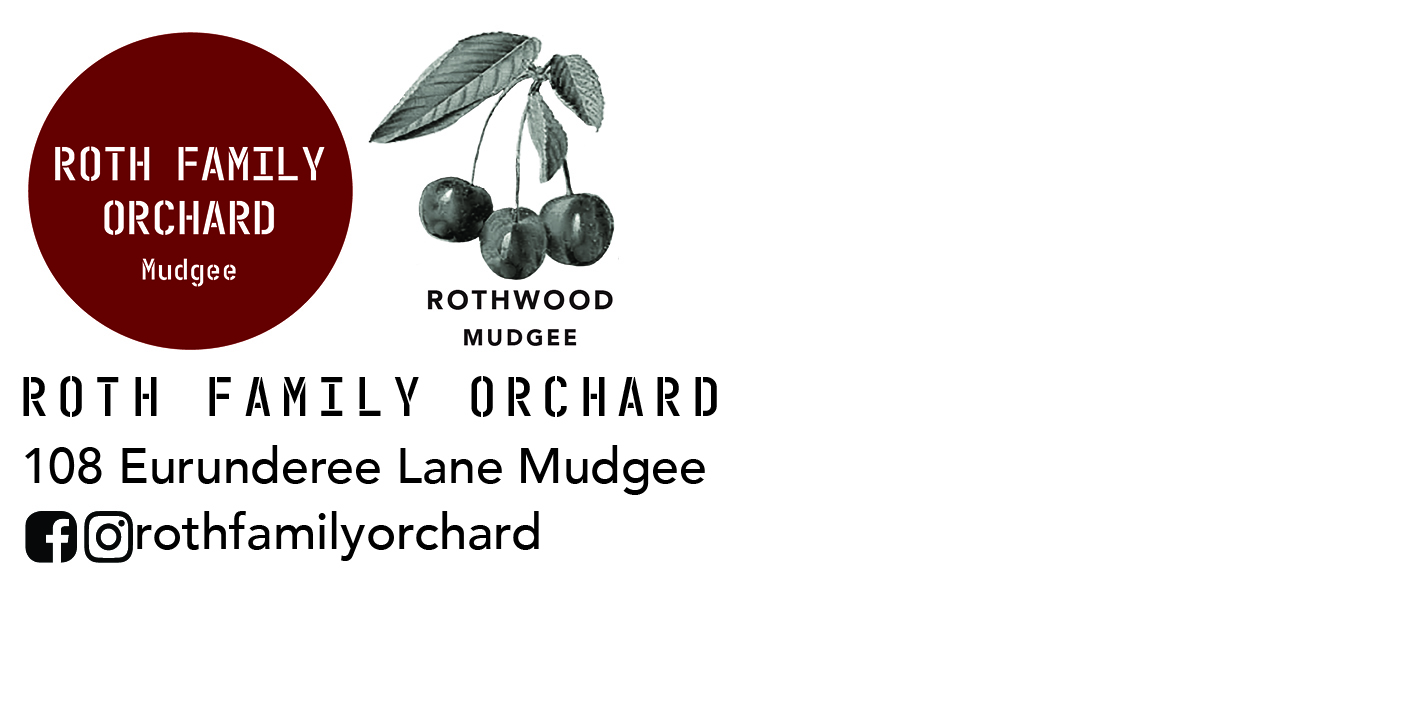 ROTH FAMILY
ORCHARD
Mudgee
ROTHWOOD
MUDGEE
ROTH FAMILY ORCHARD
108 Eurunderee Lane Mudgee
rothfamilyorchard